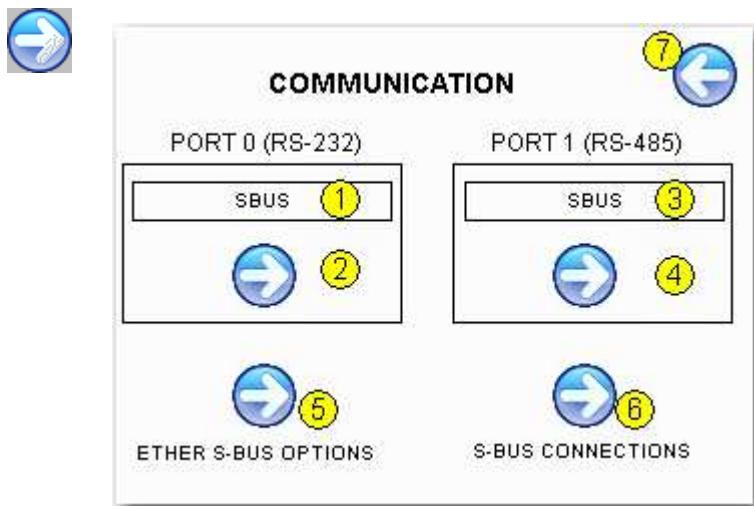 7
COMMUNICATION
PORT 0 (RS-232) PORT 1 (RS-485)
SBUS 1 SBUS 3
2 4
5 6
ETHER S-BUS OPTIONS S-BUS CONNECTIONS